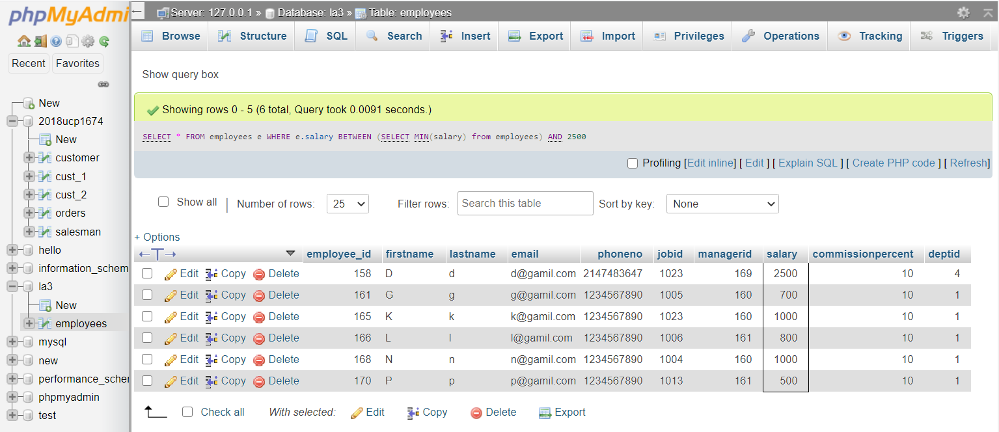 phpMyAdmi
Recent Favorites
New
2018ucp1674
New
customer
cust_1
cust_2
orders
salesman
hello
information_schem
la3
New
employees
mysql
new
performance_scher
phpmyadmin
test
Server: 127.0.0.1 » Database: la3 » Table: employees
Browse Structure SQL Search Insert Export Import Privileges Operations Tracking Triggers
Show query box
Showing rows 0 - 5 (6 total, Query took 0.0091 seconds.)
SELECT * FROM employees e WHERE e.salary BETWEEN (SELECT MIN(salary) from employees) AND 2500
Profiling [Edit inline] [ Edit ] [ Explain SQL ] [ Create PHP code ] [ Refresh]
Show all | Number of rows: 25 Filter rows: Search this table Sort by key: None
+ Options
←T→ employee_id firstname lastname email phoneno jobid managerid salary commissionpercent deptid
Edit Copy Delete 158 D d d@gamil.com 2147483647 1023 169 2500 10 4
Edit Copy Delete 161 G g g@gamil.com 1234567890 1005 160 700 10 1
Edit Copy Delete 165 K k k@gamil.com 1234567890 1023 160 1000 10 1
Edit Copy Delete 166 L l l@gamil.com 1234567890 1006 161 800 10 1
Edit Copy Delete 168 N n n@gamil.com 1234567890 1004 160 1000 10 1
Edit Copy Delete 170 P p p@gamil.com 1234567890 1013 161 500 10 1
Check all With selected: Edit Copy Delete Export